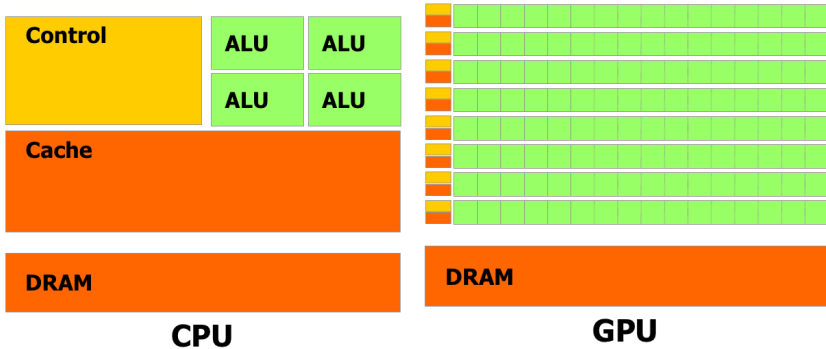 Control
ALU ALU
ALU ALU
Cache
DRAM
CPU
DRAM
GPU